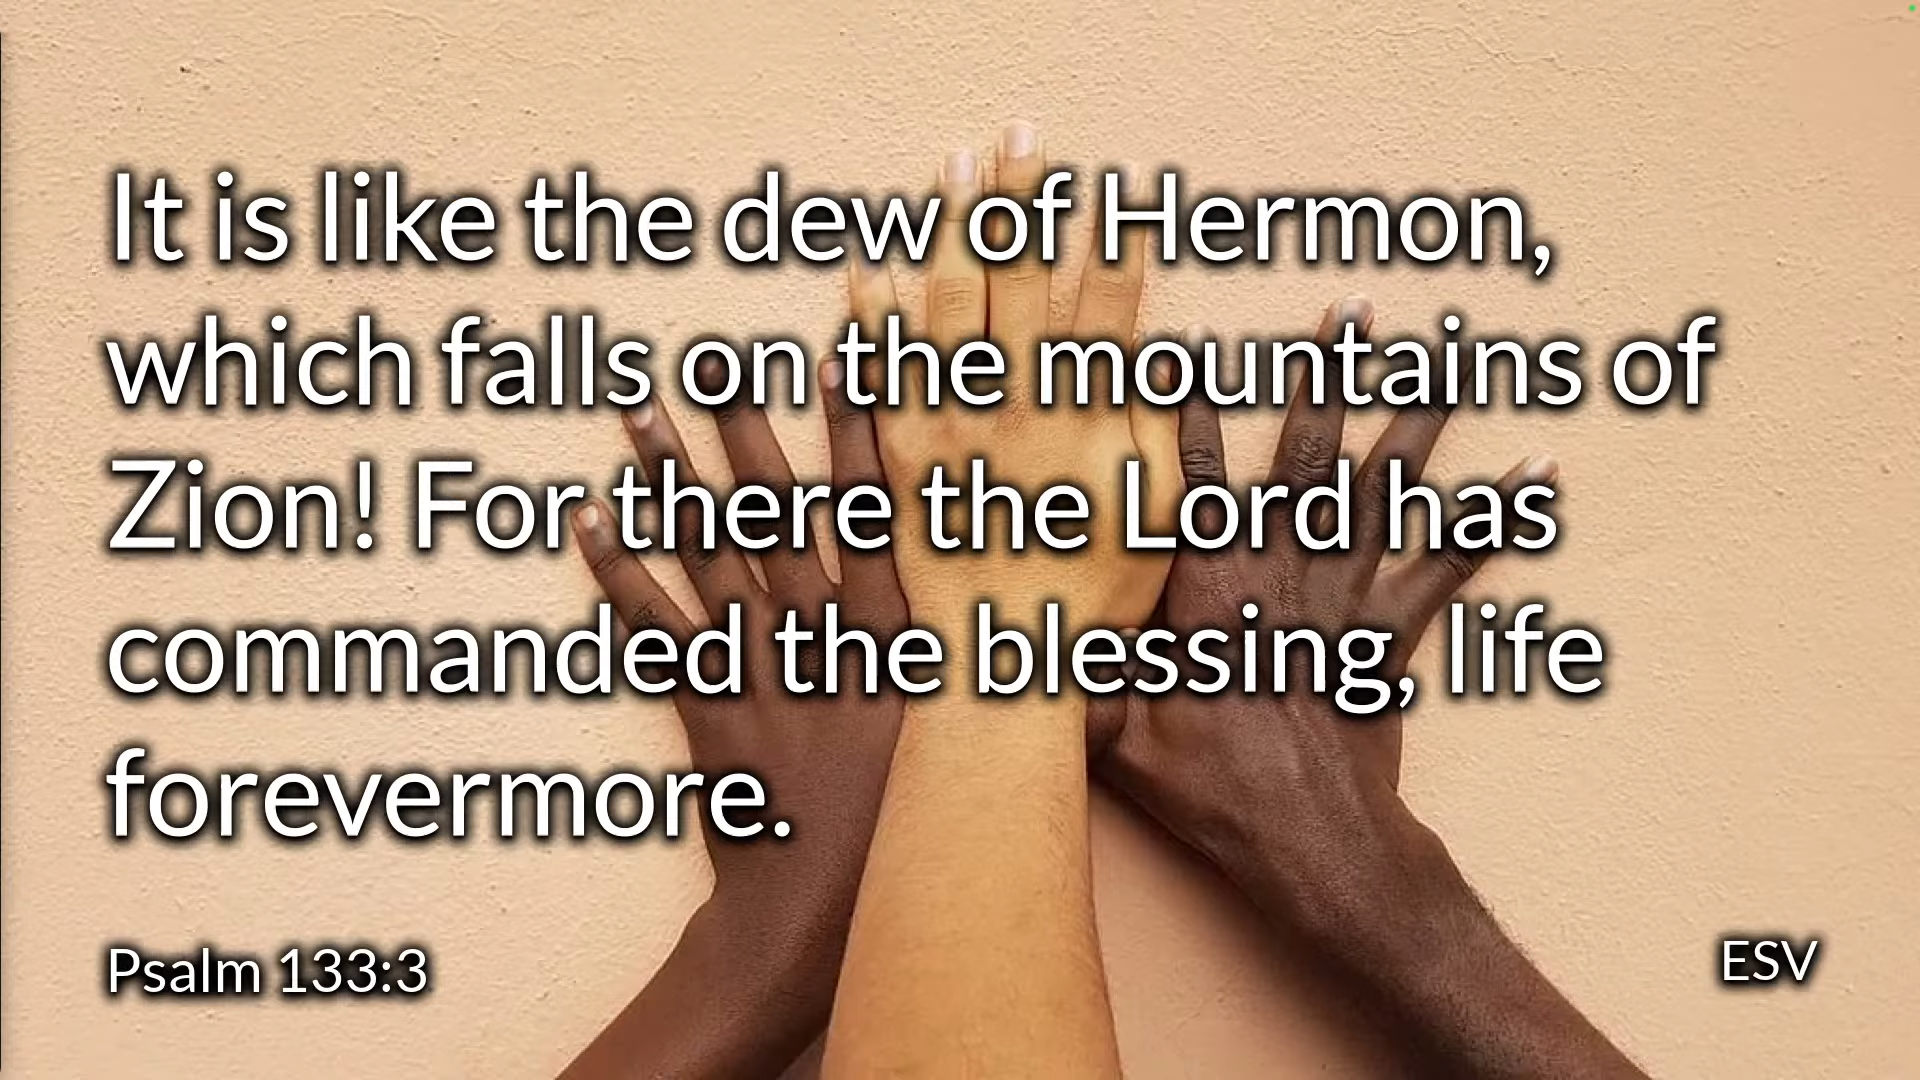 It is like the dew of Hermon,
which falls on the mountains of
Zion! For there the Lord has
commanded the blessing, life
forevermore.
Psalm 133:3
ESV